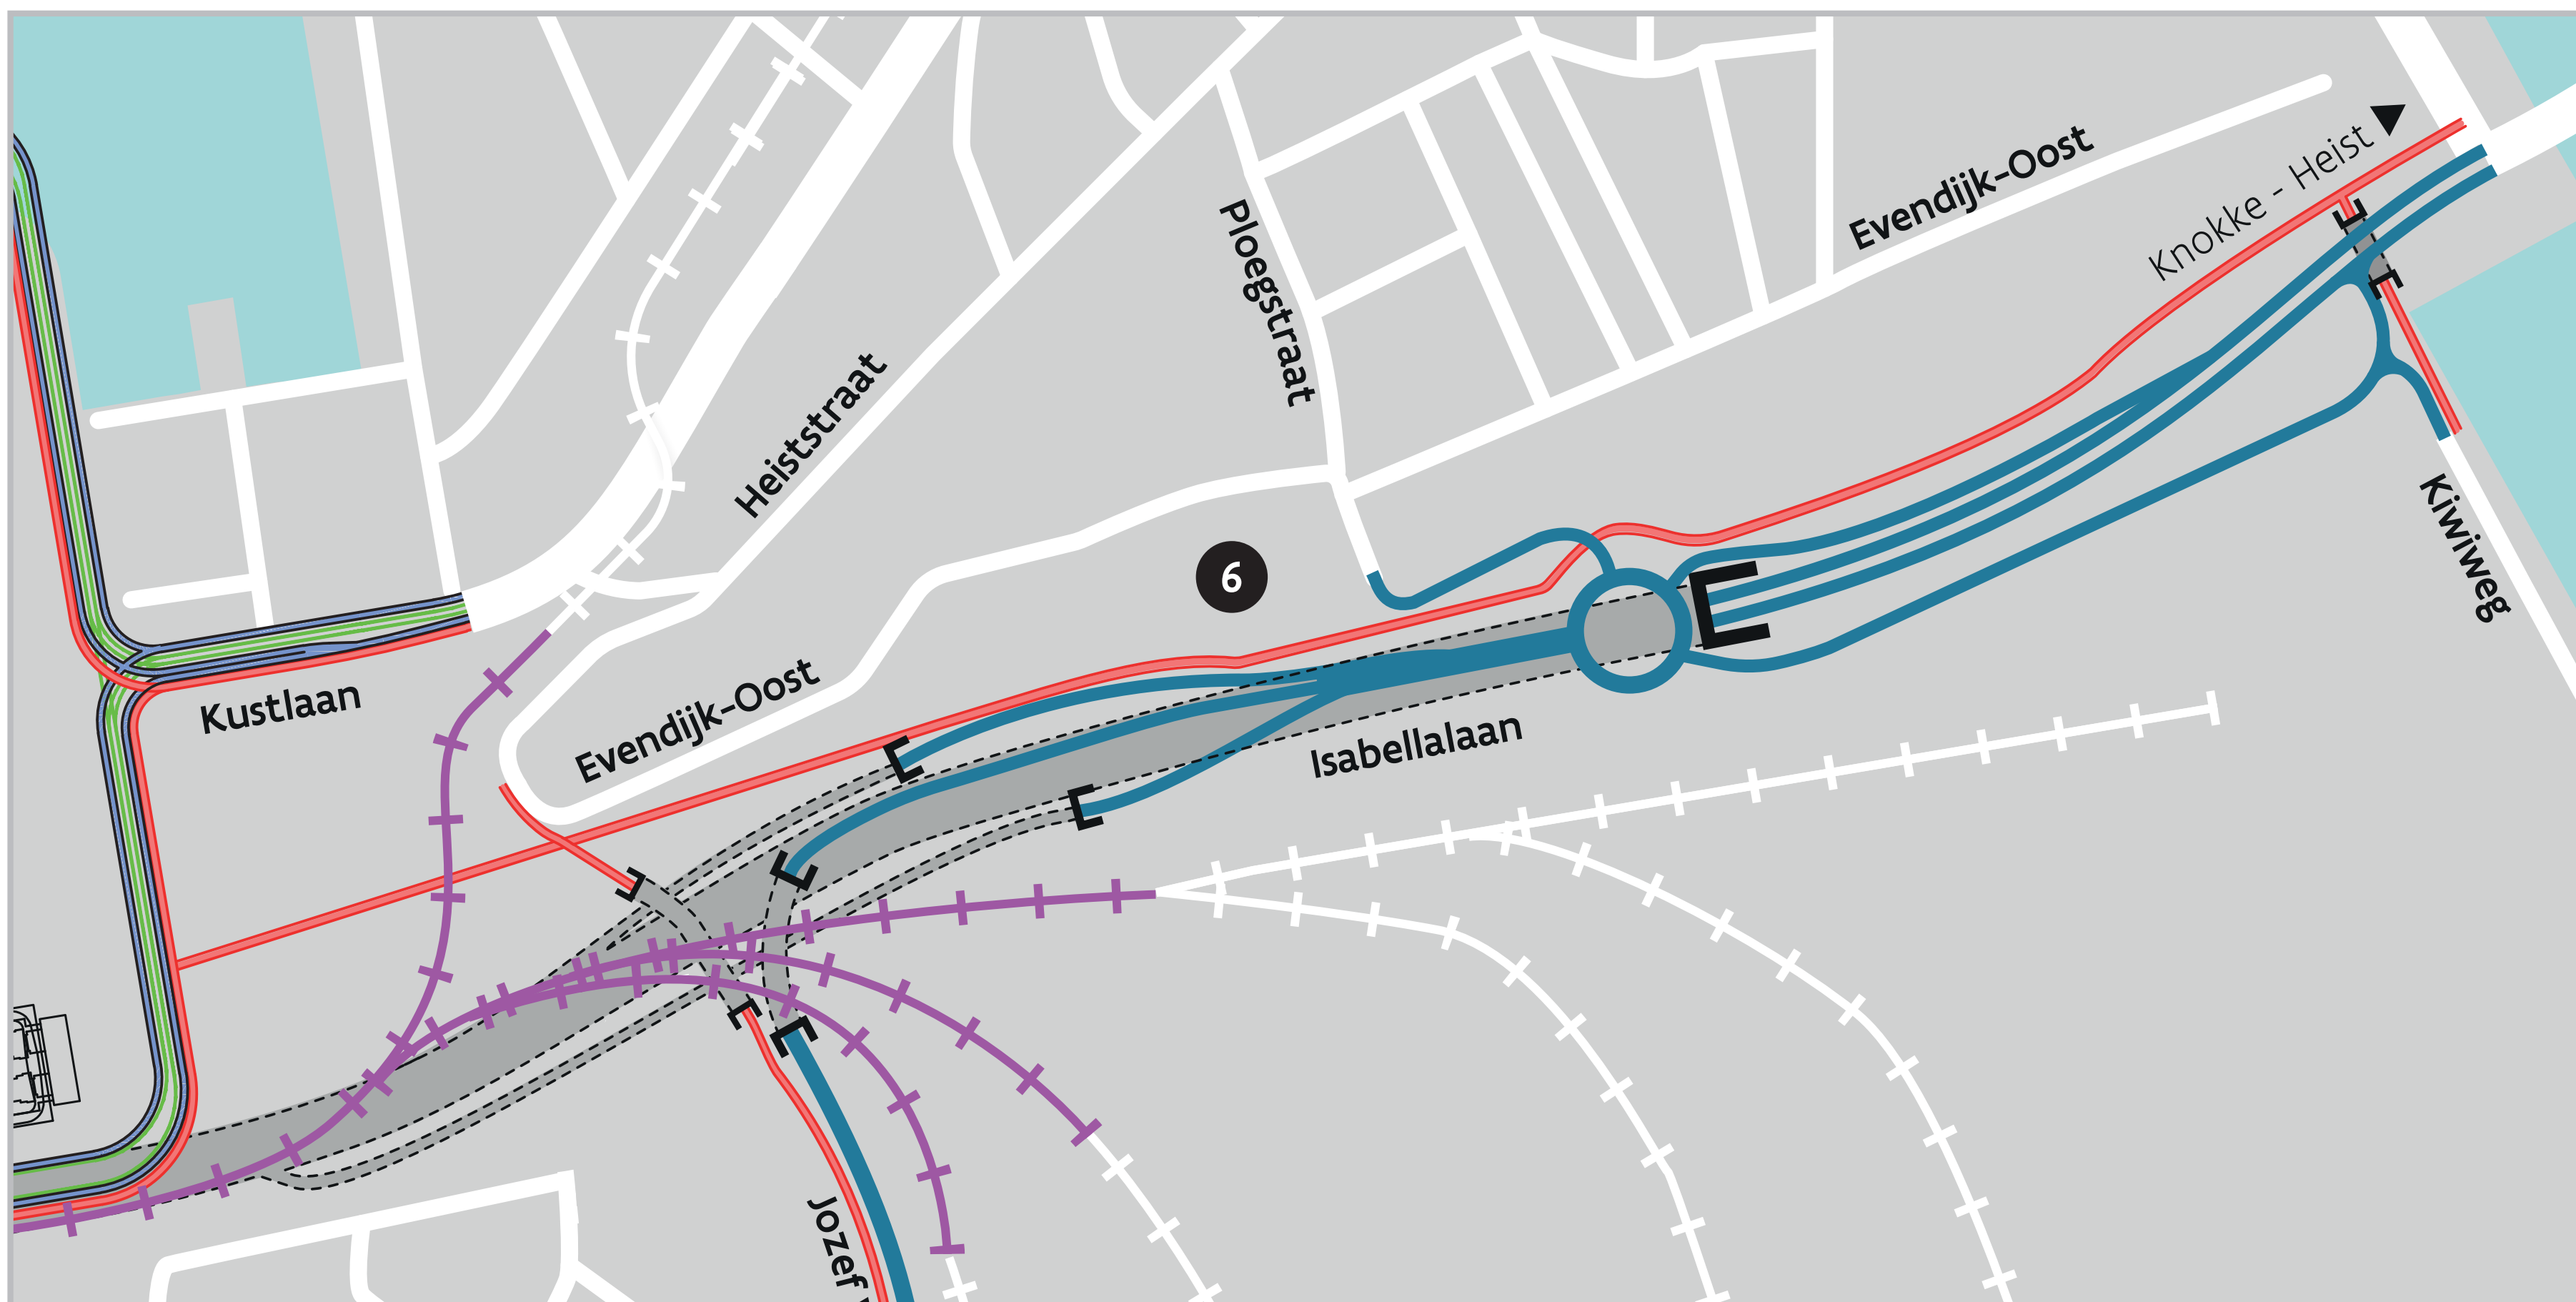 Evendijk-Oost
Knokke - Heist
Ploegstraat
Heiststraat
Kiwiweg
6
Evendijk-Oost
Kustlaan
Isabellalaan
Jozef